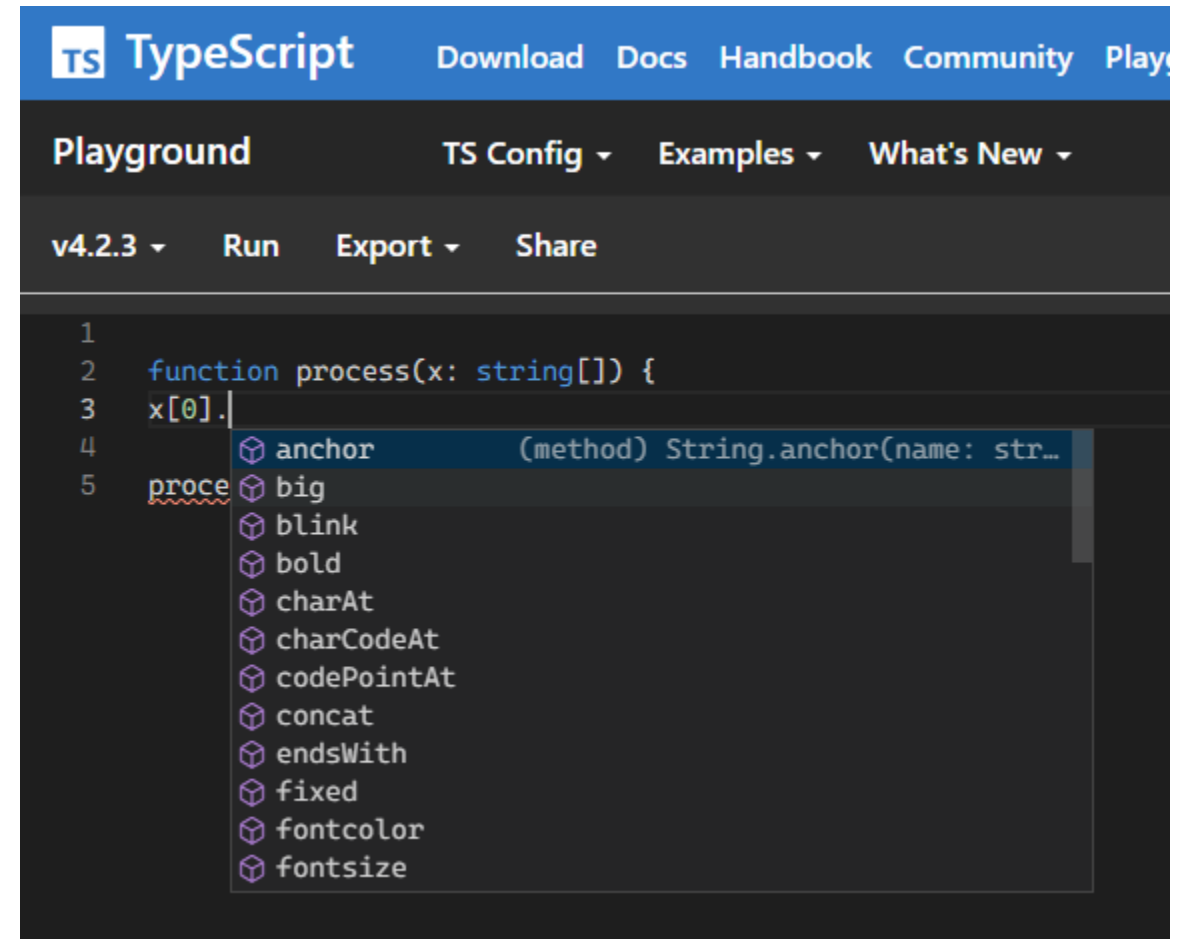 TS TypeScript Download Docs Handbook Community Play
Playground TS Config Examples What's New
v4.2.3 Run Export Share
1
2 function process(x: string[]) {
3 x[0].
4 anchor (method) String.anchor(name: str…
5 proce big
blink
bold
charAt
charCodeAt
codePointAt
concat
endsWith
fixed
fontcolor
fontsize